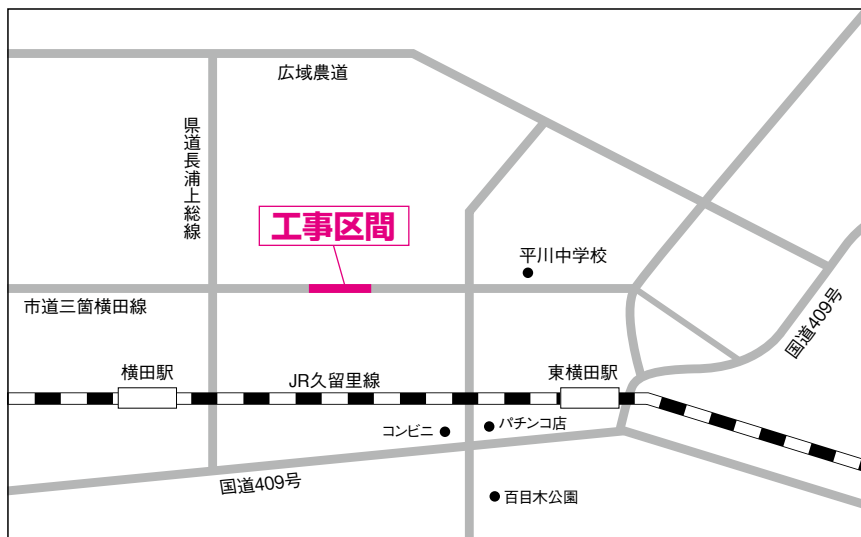 広域農道
県道長浦上総線
工事区間
平川中学校
市道三箇横田線
国道409号
横田駅
JR久留里線
東横田駅
コンビニ
パチンコ店
国道409号
百目木公園